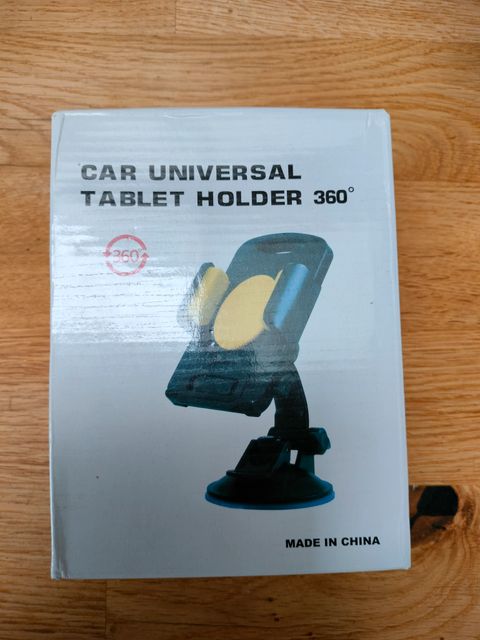 CAR UNIVERSAL
TABLET HOLDER 360°
360°
MADE IN CHINA